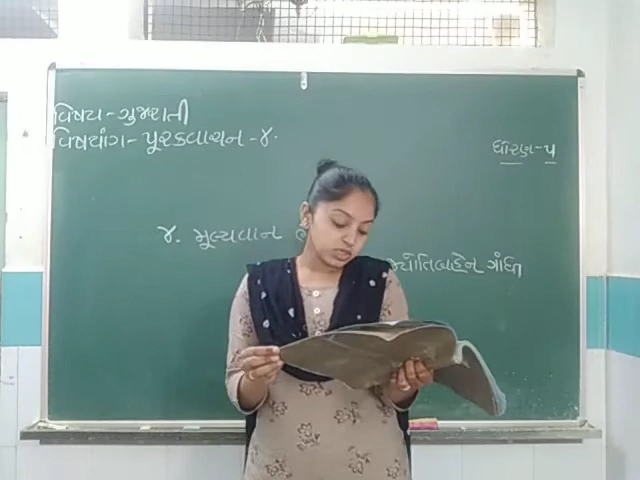 વિષય - ગુજરાતી
વિષયાંગ - પૂરકવાચન - ૪.
ધોરણ - ૫
૪. મૂલ્યવાન
જ્યોતિબહેન ગાંધી